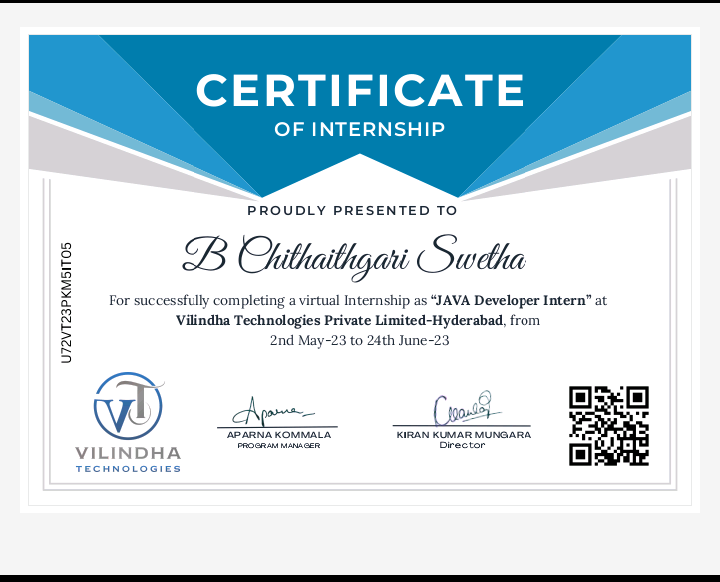 CERTIFICATE
OF INTERNSHIP
PROUDLY PRESENTED TO
B Chithaithgari Swetha
For successfully completing a virtual Internship as “JAVA Developer Intern” at
Vilindha Technologies Private Limited-Hyderabad, from
2nd May-23 to 24th June-23
U72VT23PKM5IT05
VT
VILINDHA
TECHNOLOGIES
Aparna
APARNA KOMMALA
PROGRAM MANAGER
KIRAN KUMAR MUNGARA
Director